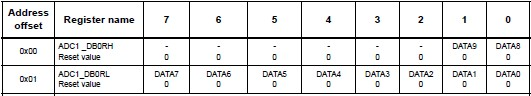 Address offset Register name 7 6 5 4 3 2 1 0
0x00 ADC1 _DB0RH - - - - - - DATA9 DATA8
Reset value 0 0 0 0 0 0 0 0
0x01 ADC1_DB0RL DATA7 DATA6 DATA5 DATA4 DATA3 DATA2 DATA1 DATA0
Reset value 0 0 0 0 0 0 0 0